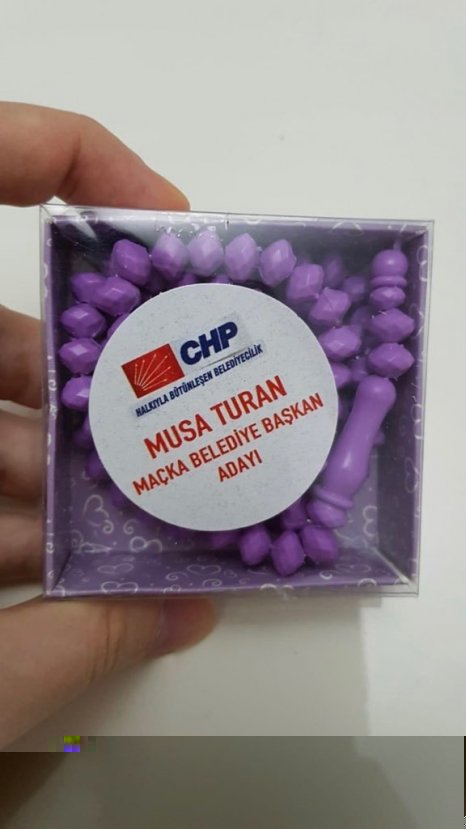 CHP
HALKIYLA BÜTÜNLEŞEN BELEDİYECİLİK
MUSA TURAN
MAÇKA BELEDİYE BAŞKAN
ADAYI